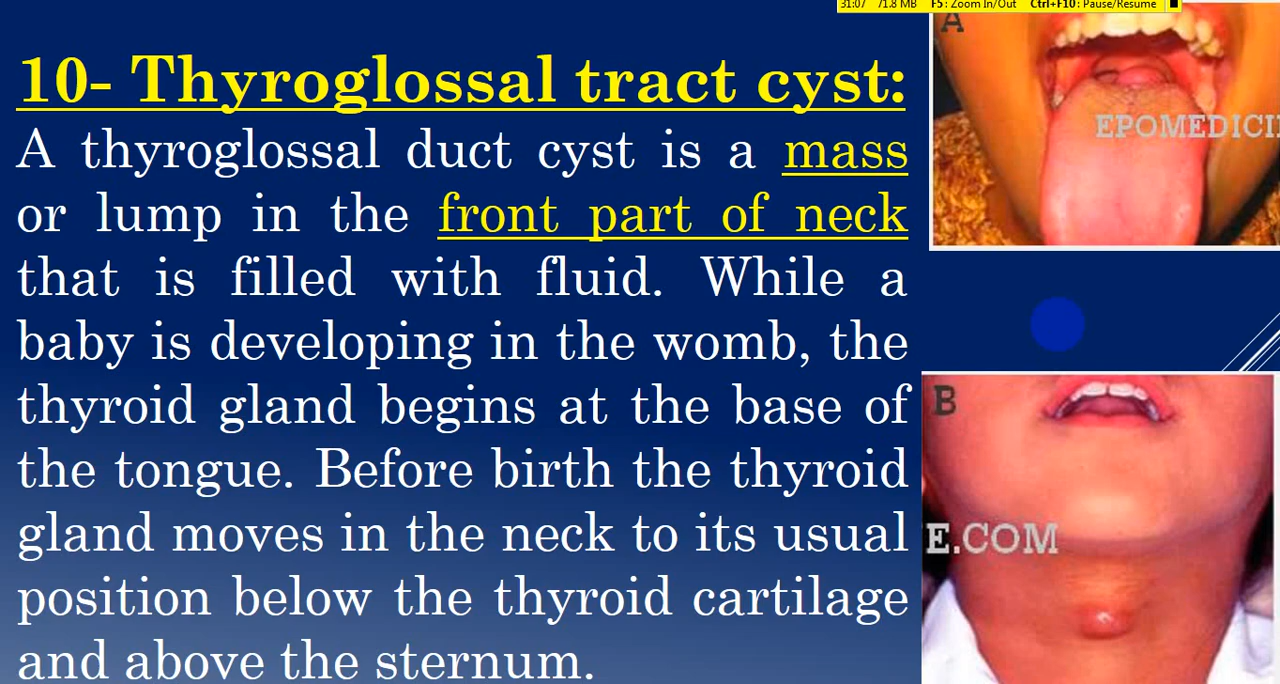 31:07 71.8 MB F5: Zoom In/Out Ctrl+F10: Pause/Resume
10- Thyroglossal tract cyst:
A thyroglossal duct cyst is a mass
or lump in the front part of neck
that is filled with fluid. While a
baby is developing in the womb, the
thyroid gland begins at the base of
the tongue. Before birth the thyroid
gland moves in the neck to its usual
position below the thyroid cartilage
and above the sternum.
A
EPOMEDICI
B
E.COM